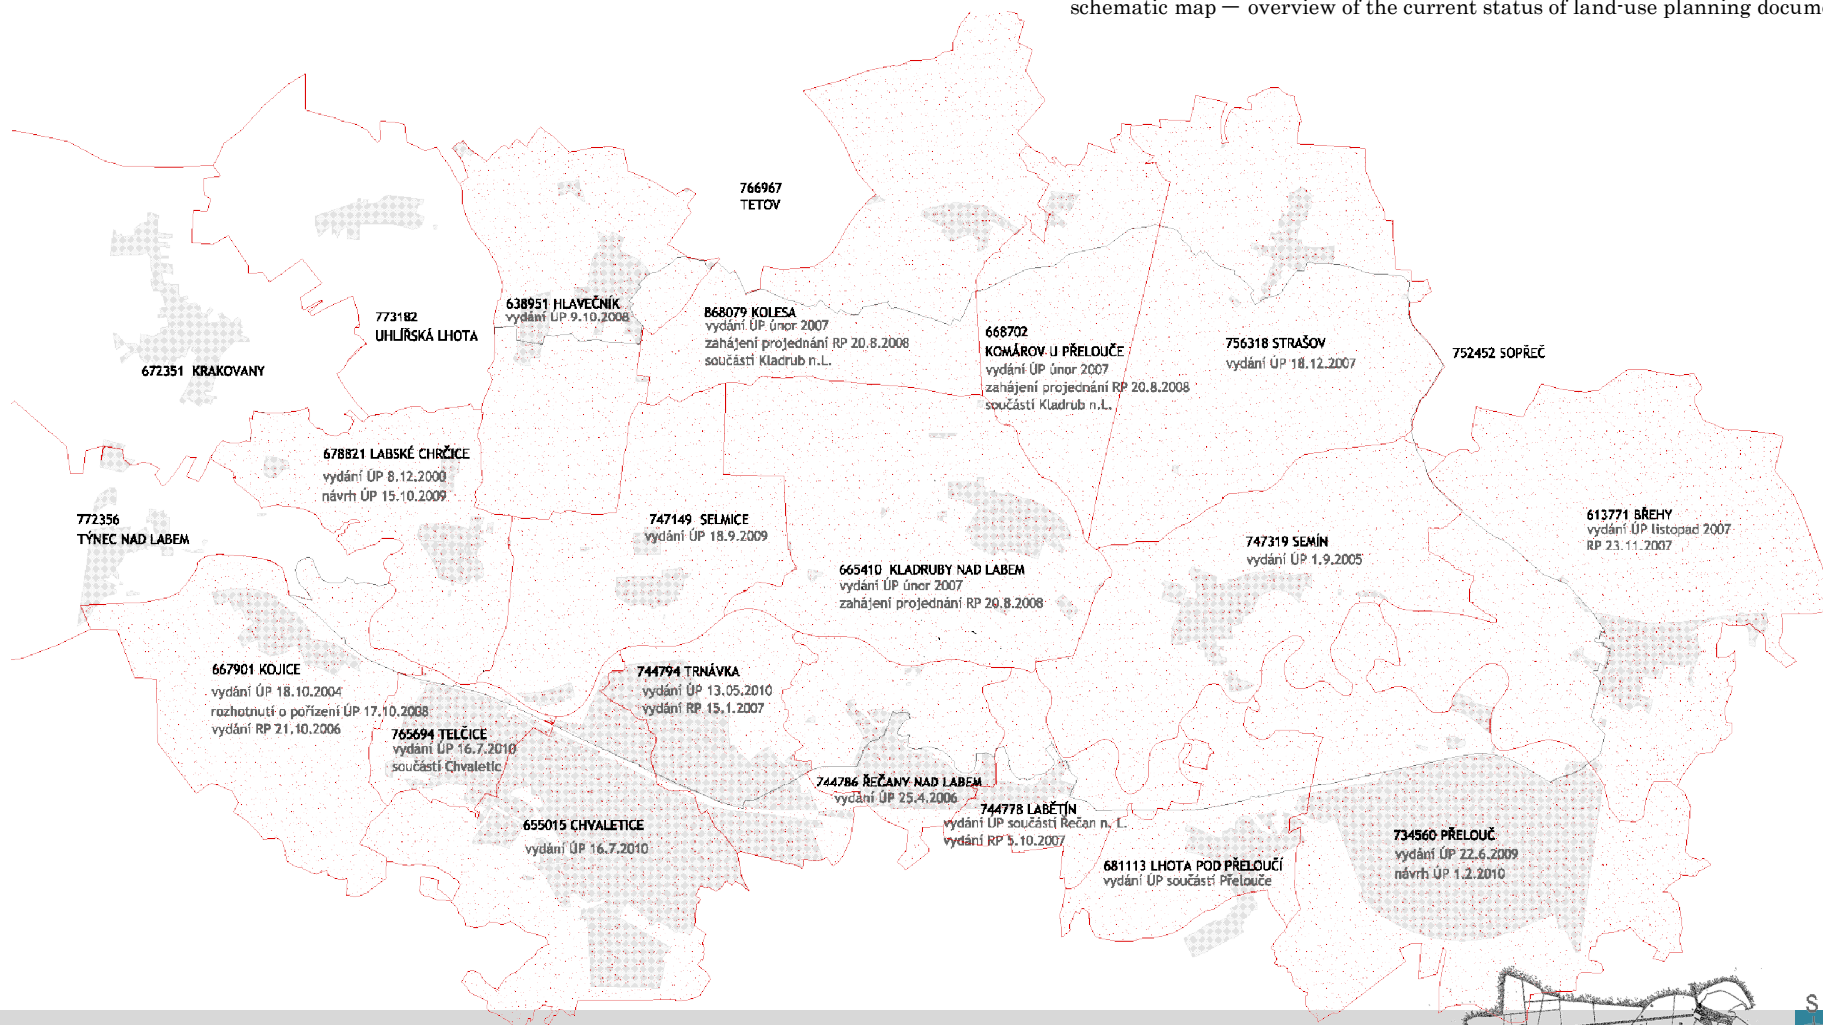 schematic map — overview of the current status of land-use planning docum
766967
TETOV
638951 HLAVEČNÍK
vydání ÚP 9.10.2008
773182
UHLÍŘSKÁ LHOTA
868079 KOLESA
vydání ÚP únor 2007
zahájení projednání RP 20.8.2008
součástí Kladrub n.L.
668702
KOMÁROV U PŘELOUČE
vydání ÚP únor 2007
zahájení projednání RP 20.8.2008
součástí Kladrub n.L.
756318 STRAŠOV
vydání ÚP 18.12.2007
752452 SOPŘEČ
672351 KRAKOVANY
678821 LABSKÉ CHRČICE
vydání ÚP 8.12.2000
návrh ÚP 15.10.2009
772356
TÝNEC NAD LABEM
747149 SELMICE
vydání ÚP 18.9.2009
613771 BŘEHY
vydání ÚP listopad 2007
RP 23.11.2007
747319 SEMÍN
vydání ÚP 1.9.2005
665410 KLADRUBY NAD LABEM
vydání ÚP únor 2007
zahájení projednání RP 20.8.2008
667901 KOJICE
vydání ÚP 18.10.2004
rozhotnutí o pořízení ÚP 17.10.2008
vydání RP 21.10.2006
744794 TRNÁVKA
vydání ÚP 13.05.2010
vydání RP 15.1.2007
765694 TELČICE
vydání ÚP 16.7.2010
součástí Chvaletic
744786 ŘEČANY NAD LABEM
vydání ÚP 25.4.2006
744778 LABĚTÍN
vydání ÚP součástí Řečan n. L.
vydání RP 5.10.2007
655015 CHVALETICE
vydání ÚP 16.7.2010
734560 PŘELOUČ
vydání ÚP 22.6.2009
návrh ÚP 1.2.2010
681113 LHOTA POD PŘELOUČÍ
vydání ÚP součástí Přelouče
S